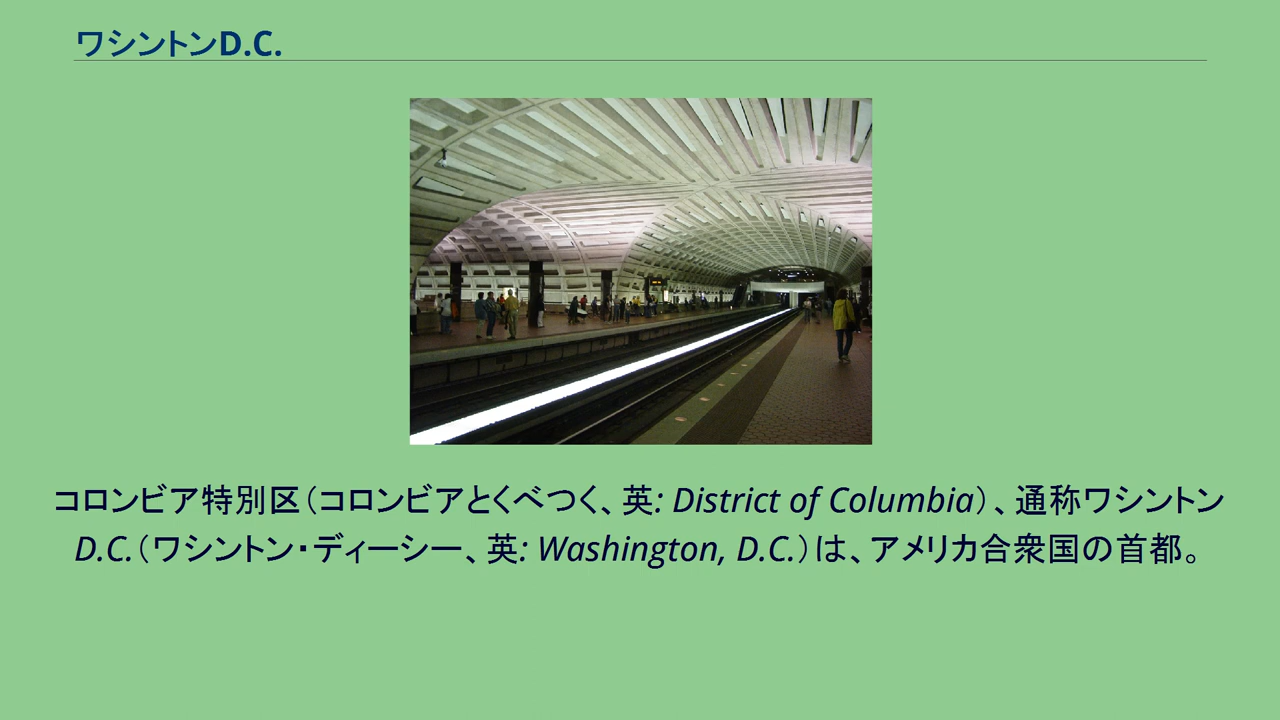 ワシントンD.C.
コロンビア特別区（コロンビアとくべつく、英: District of Columbia）、通称ワシントン
D.C.（ワシントン・ディーシー、英: Washington, D.C.）は、アメリカ合衆国の首都。